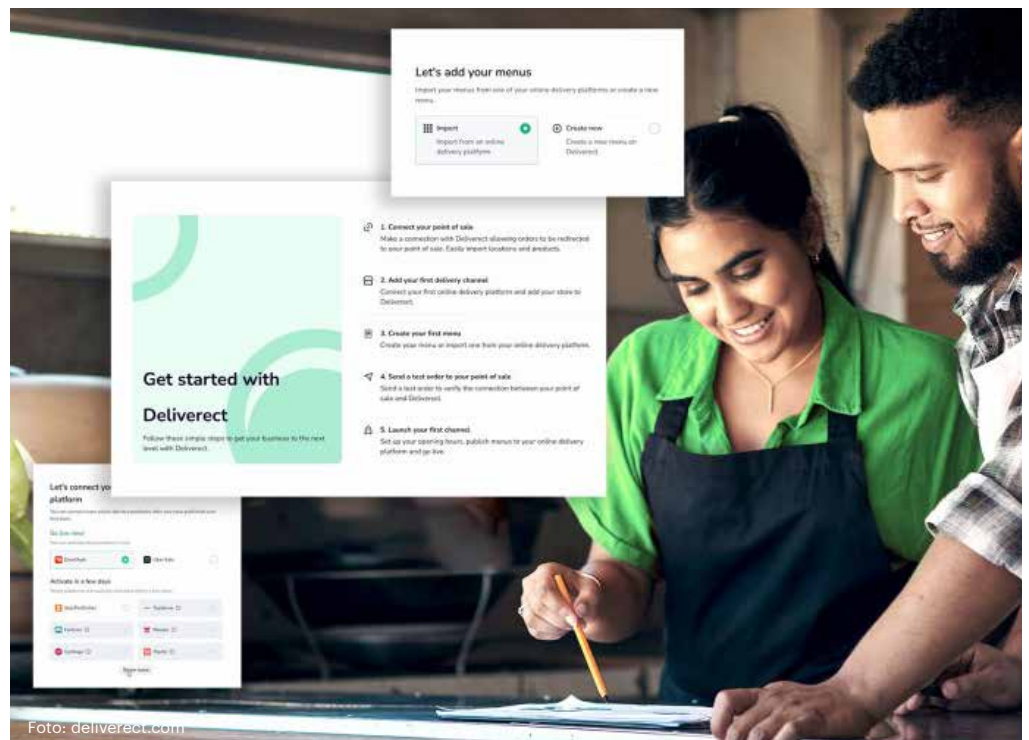 Let's add your menus
Import your menus from one of your online delivery platforms or create a new
menu.
Import
Import from an online
delivery platform
Create new
Create a new menu on
Deliverect
Get started with
Deliverect
Follow these simple steps to get your business to the next
level with Deliverect.
1. Connect your point of sale
Make a connection with Deliverect allowing orders to be redirected
to your point of sale. Easily import locations and products.
2. Add your first delivery channel
Connect your first online delivery platform and add your store to
Deliverect.
3. Create your first menu
Create your menu or import one from your online delivery platform.
4. Send a test order to your point of sale
Send a test order to verify the connection between your point of
sale and Deliverect.
5. Launch your first channel
Set up your opening hours, publish menus to your online delivery
platform and go live.
Let's connect yo
platform
Activate in a few days
Show more
Foto: deliverect.com